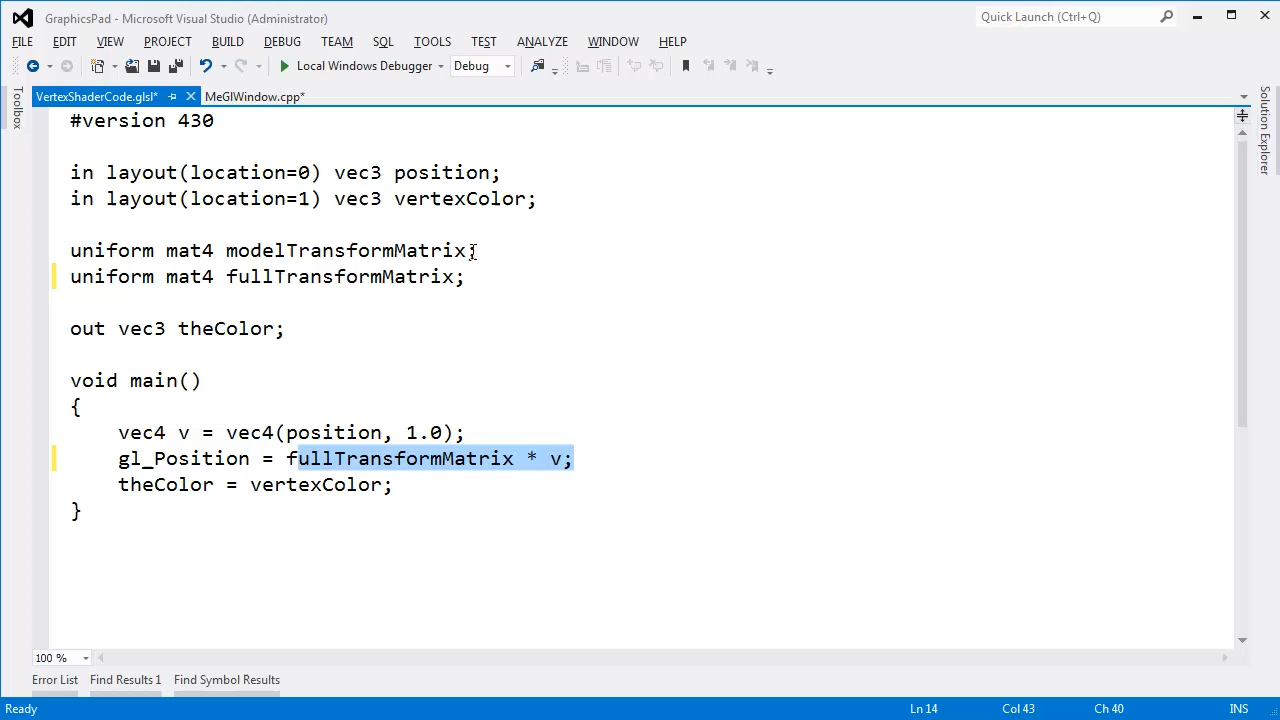 GraphicsPad - Microsoft Visual Studio (Administrator)
Quick Launch (Ctrl+Q)
FILE EDIT VIEW PROJECT BUILD DEBUG TEAM SQL TOOLS TEST ANALYZE WINDOW HELP
Local Windows Debugger Debug
VertexShaderCode.glsl* MeGlWindow.cpp*
Toolbox
Solution Explorer
#version 430
in layout(location=0) vec3 position;
in layout(location=1) vec3 vertexColor;
uniform mat4 modelTransformMatrix;
uniform mat4 fullTransformMatrix;
out vec3 theColor;
void main()
{
vec4 v = vec4(position, 1.0);
gl_Position = fullTransformMatrix * v;
theColor = vertexColor;
}
100 %
Error List Find Results 1 Find Symbol Results
Ready Ln 14 Col 43 Ch 40 INS